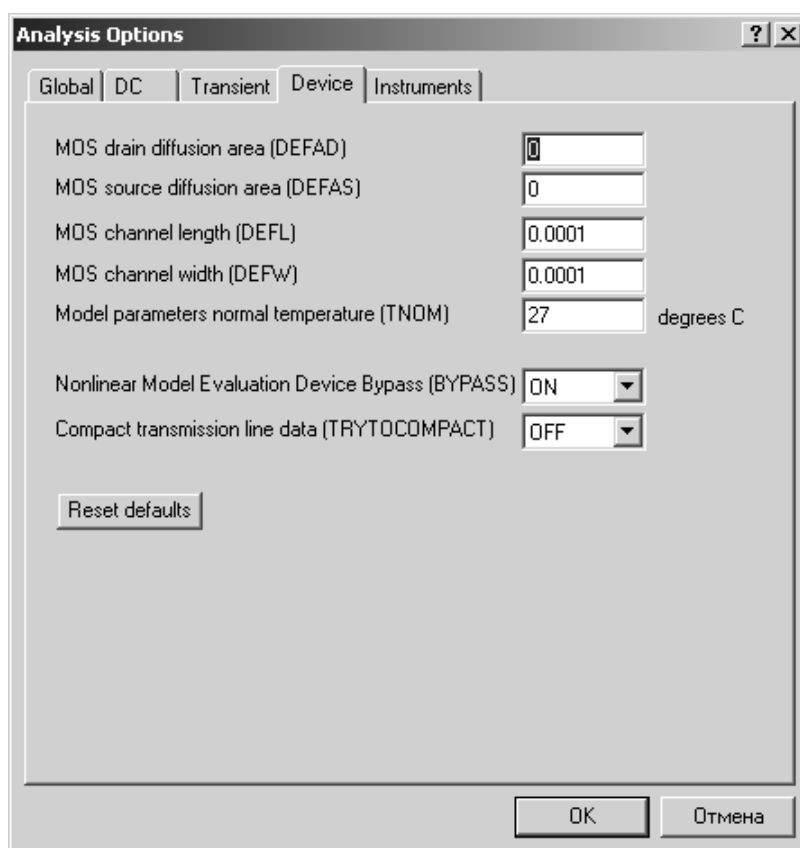 Analysis Options
Global DC Transient Device Instruments
MOS drain diffusion area (DEFAD) 0
MOS source diffusion area (DEFAS) 0
MOS channel length (DEFL) 0.0001
MOS channel width (DEFW) 0.0001
Model parameters normal temperature (TNOM) 27 degrees C
Nonlinear Model Evaluation Device Bypass (BYPASS) ON
Compact transmission line data (TRYTOCOMPACT) OFF
Reset defaults
OK Отмена